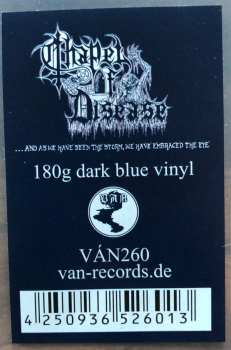 Chapel
of
Disease
...AND AS WE HAVE SEEN THE STORM, WE HAVE EMBRACED THE EYE
180g dark blue vinyl
VÁN
VÁN260
van-records.de
4 250936 526013